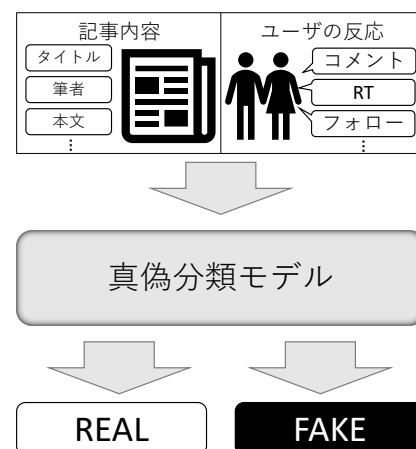 記事内容
タイトル
筆者
本文
⋮
ユーザの反応
コメント
RT
フォロー
⋮
真偽分類モデル
REAL
FAKE